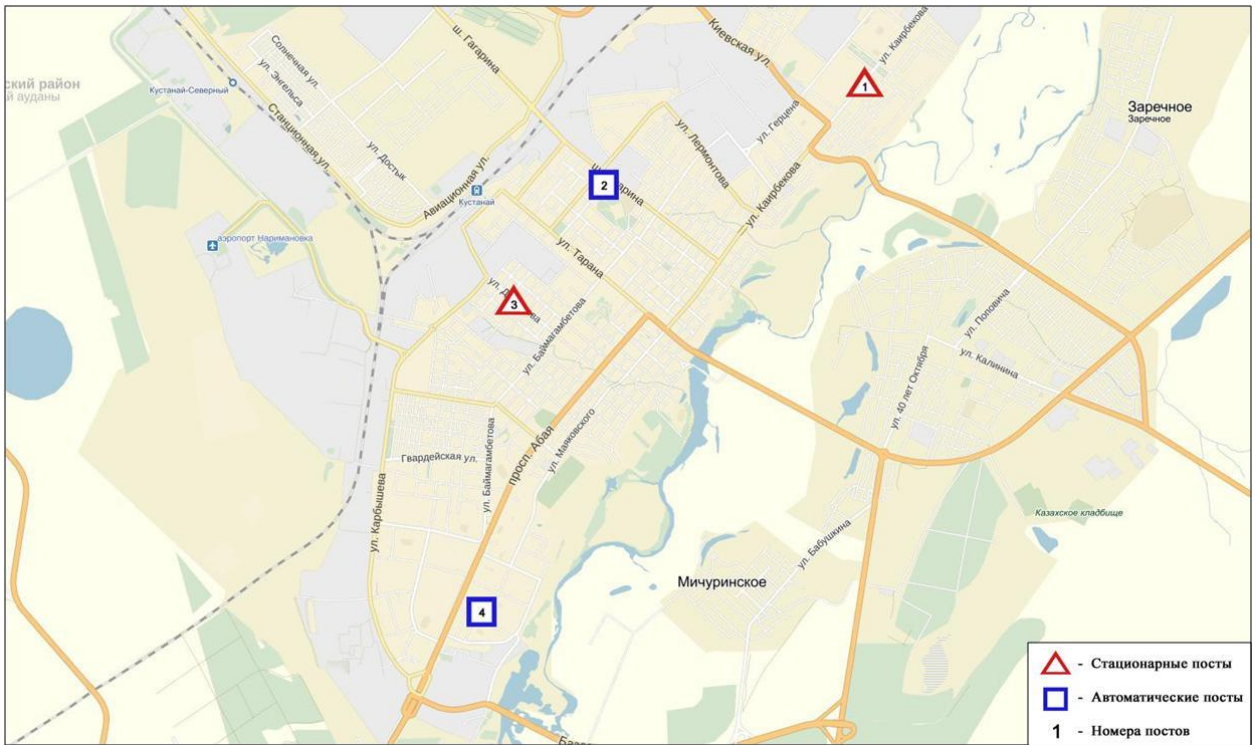 ский район
й ауданы
Солнечная ул.
ул. Энгельса
Кустанай-Северный
Станционная ул.
ул. Достык
Авиационная ул.
Кустанай
аэропорт Наримановка
ш. Гагарина
Киевская ул.
ул. Каирбекова
1
ул. Герцена
ул. Лермонтова
Заречное
Заречное
2
ш. Гагарина
ул. Каирбекова
ул. Тарана
3
ул. Баймагамбетова
ул. Поповича
ул. Калинина
ул. 40 лет Октября
просп. Абая
ул. Маяковского
ул. Баймагамбетова
Гвардейская ул.
ул. Карбышева
Казахское кладбище
ул. Бабушкина
Мичуринское
4
1 - Номера постов
- Стационарные посты
- Автоматические посты